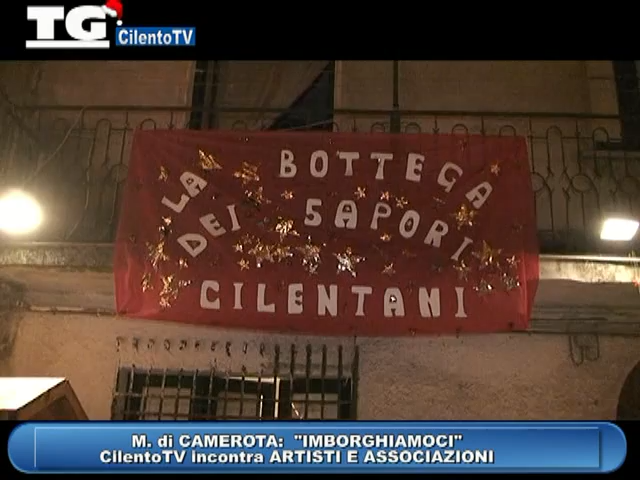 TG
CilentoTV
LA BOTTEGA
DEI SAPORI
CILENTANI
M. di CAMEROTA: "IMBORGHIAMOCI"
CilentoTV incontra ARTISTI E ASSOCIAZIONI